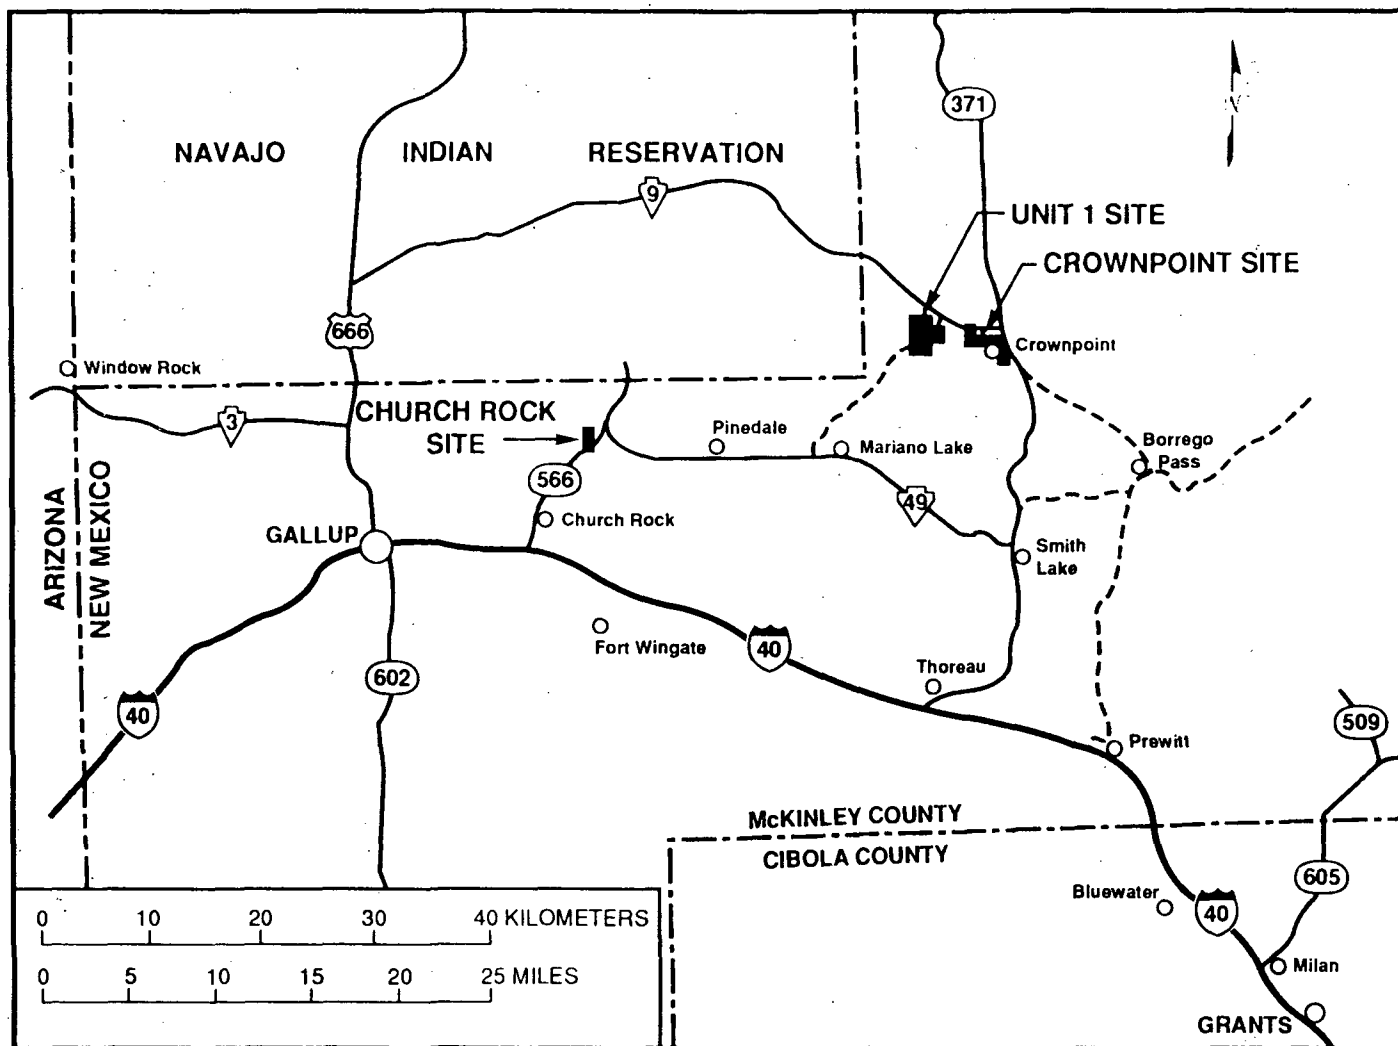 371
NAVAJO INDIAN RESERVATION
9
UNIT 1 SITE
CROWNPOINT SITE
666
Crownpoint
Window Rock
3
CHURCH ROCK
SITE
Pinedale
Mariano Lake
Borrego
Pass
566
49
Church Rock
GALLUP
ARIZONA
NEW MEXICO
Smith
Lake
Fort Wingate
40
Thoreau
602
40
509
Prewitt
McKINLEY COUNTY
CIBOLA COUNTY
605
Bluewater
40
Milan
GRANTS
0 10 20 30 40 KILOMETERS
0 5 10 15 20 25 MILES